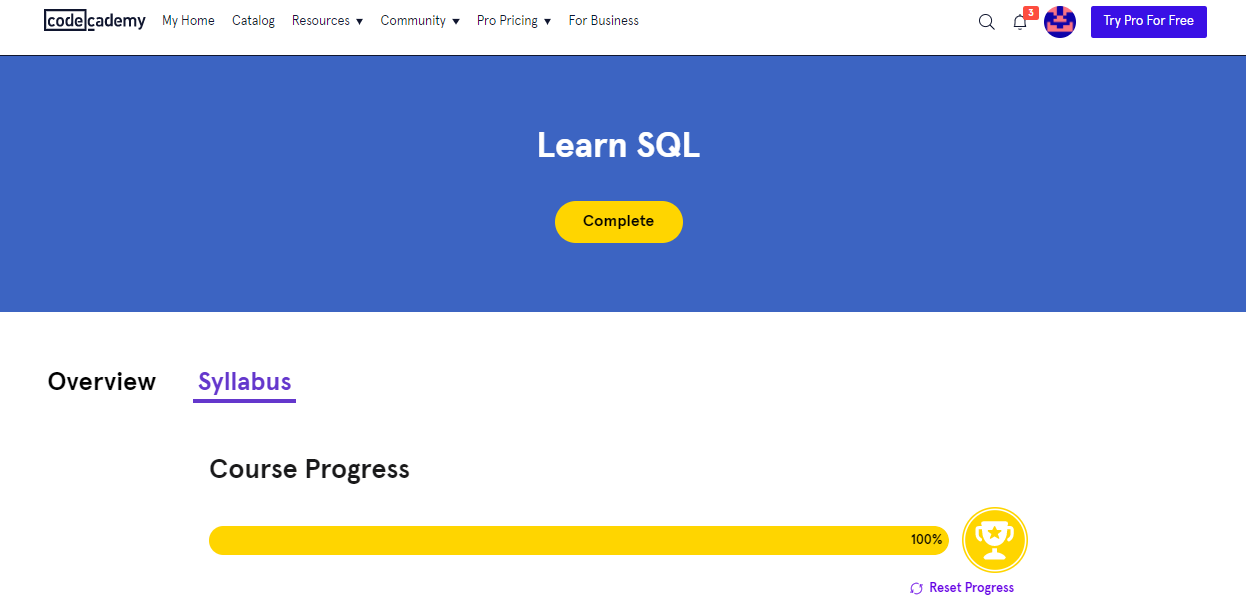 codecademy My Home Catalog Resources Community Pro Pricing For Business 3 Try Pro For Free
Learn SQL
Complete
Overview Syllabus
Course Progress
100%
Reset Progress